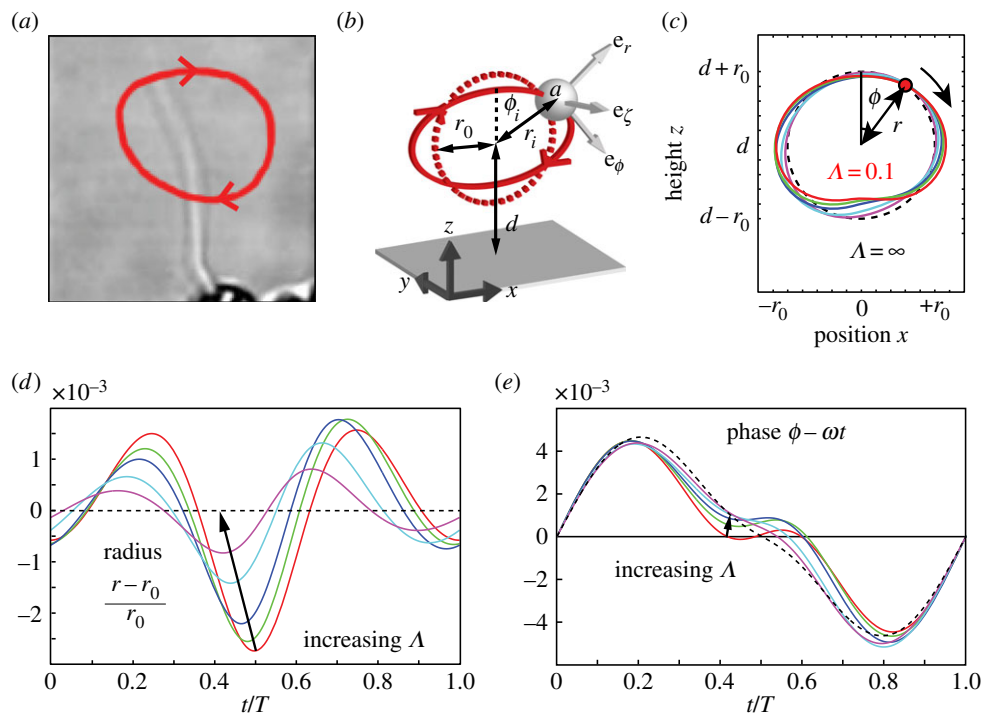 (a)
(b)
e_r
a
ϕ_i
r_0
r_i
e_ζ
e_ϕ
d
z
y
x
(c)
d + r_0
d
d − r_0
height z
ϕ
r
Λ = 0.1
Λ = ∞
−r_0
0
+r_0
position x
(d)
×10⁻³
1
0
−1
−2
radius
r − r_0
r_0
increasing Λ
0
0.2
0.4
0.6
0.8
1.0
t/T
(e)
×10⁻³
4
2
0
−2
−4
phase ϕ − ωt
increasing Λ
0
0.2
0.4
0.6
0.8
1.0
t/T